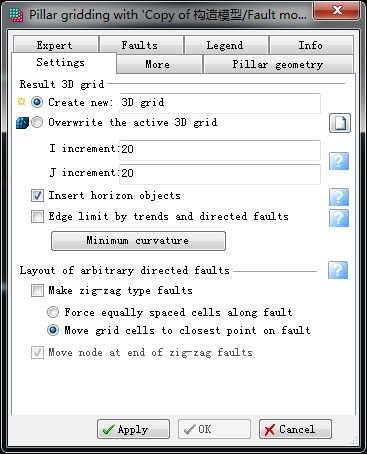 Pillar gridding with 'Copy of 构造模型/Fault mo...
Expert Faults Legend Info
Settings More Pillar geometry
Result 3D grid
Create new: 3D grid
Overwrite the active 3D grid
I increment: 20
J increment: 20
Insert horizon objects
Edge limit by trends and directed faults
Minimum curvature
Layout of arbitrary directed faults
Make zig-zag type faults
Force equally spaced cells along fault
Move grid cells to closest point on fault
Move node at end of zig-zag faults
Apply OK Cancel